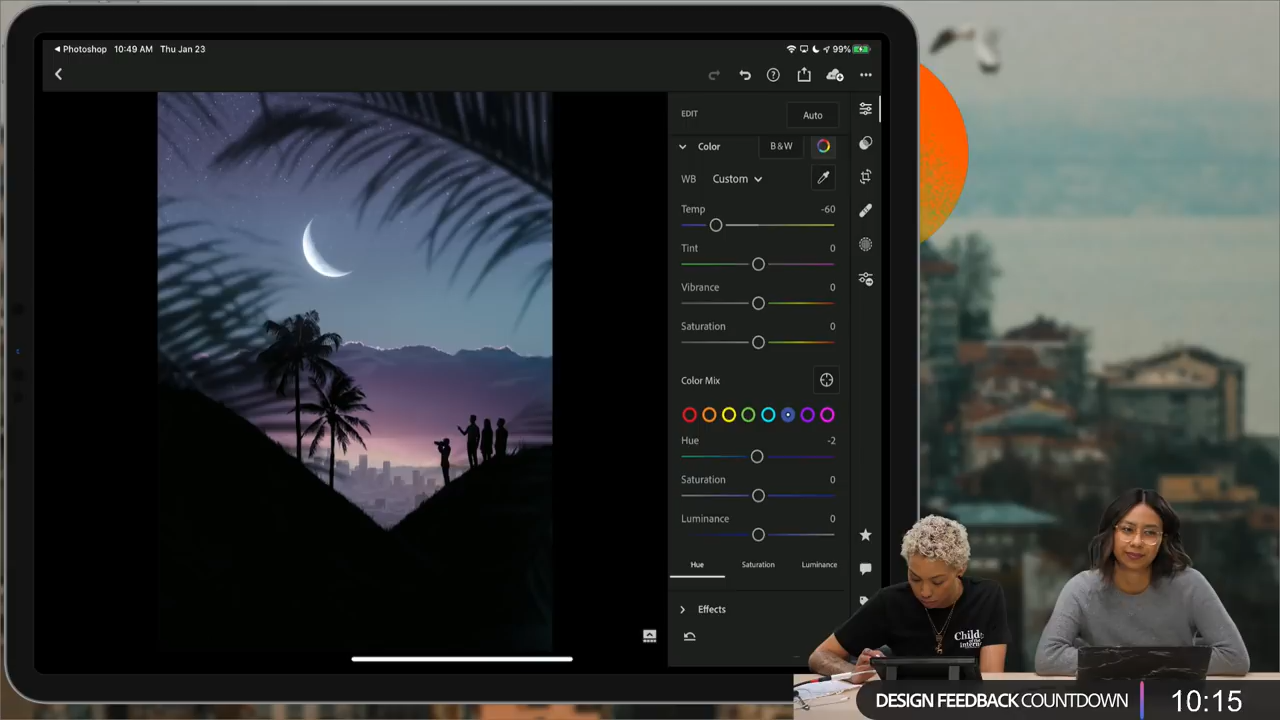 Photoshop 10:49 AM Thu Jan 23
99%
EDIT
Auto
Color
B&W
WB Custom
Temp -60
Tint 0
Vibrance 0
Saturation 0
Color Mix
Hue -2
Saturation 0
Luminance 0
Hue Saturation Luminance
Effects
of the
DESIGN FEEDBACK COUNTDOWN 10:15